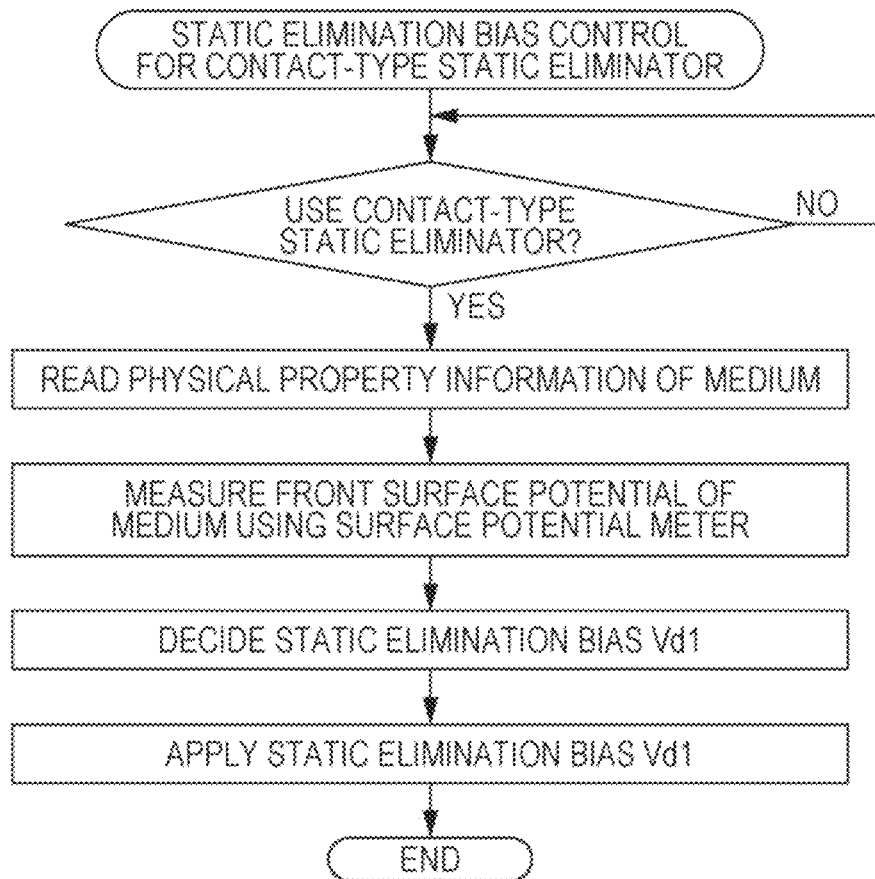 STATIC ELIMINATION BIAS CONTROL
FOR CONTACT-TYPE STATIC ELIMINATOR
USE CONTACT-TYPE
STATIC ELIMINATOR?
NO
YES
READ PHYSICAL PROPERTY INFORMATION OF MEDIUM
MEASURE FRONT SURFACE POTENTIAL OF
MEDIUM USING SURFACE POTENTIAL METER
DECIDE STATIC ELIMINATION BIAS Vd1
APPLY STATIC ELIMINATION BIAS Vd1
END